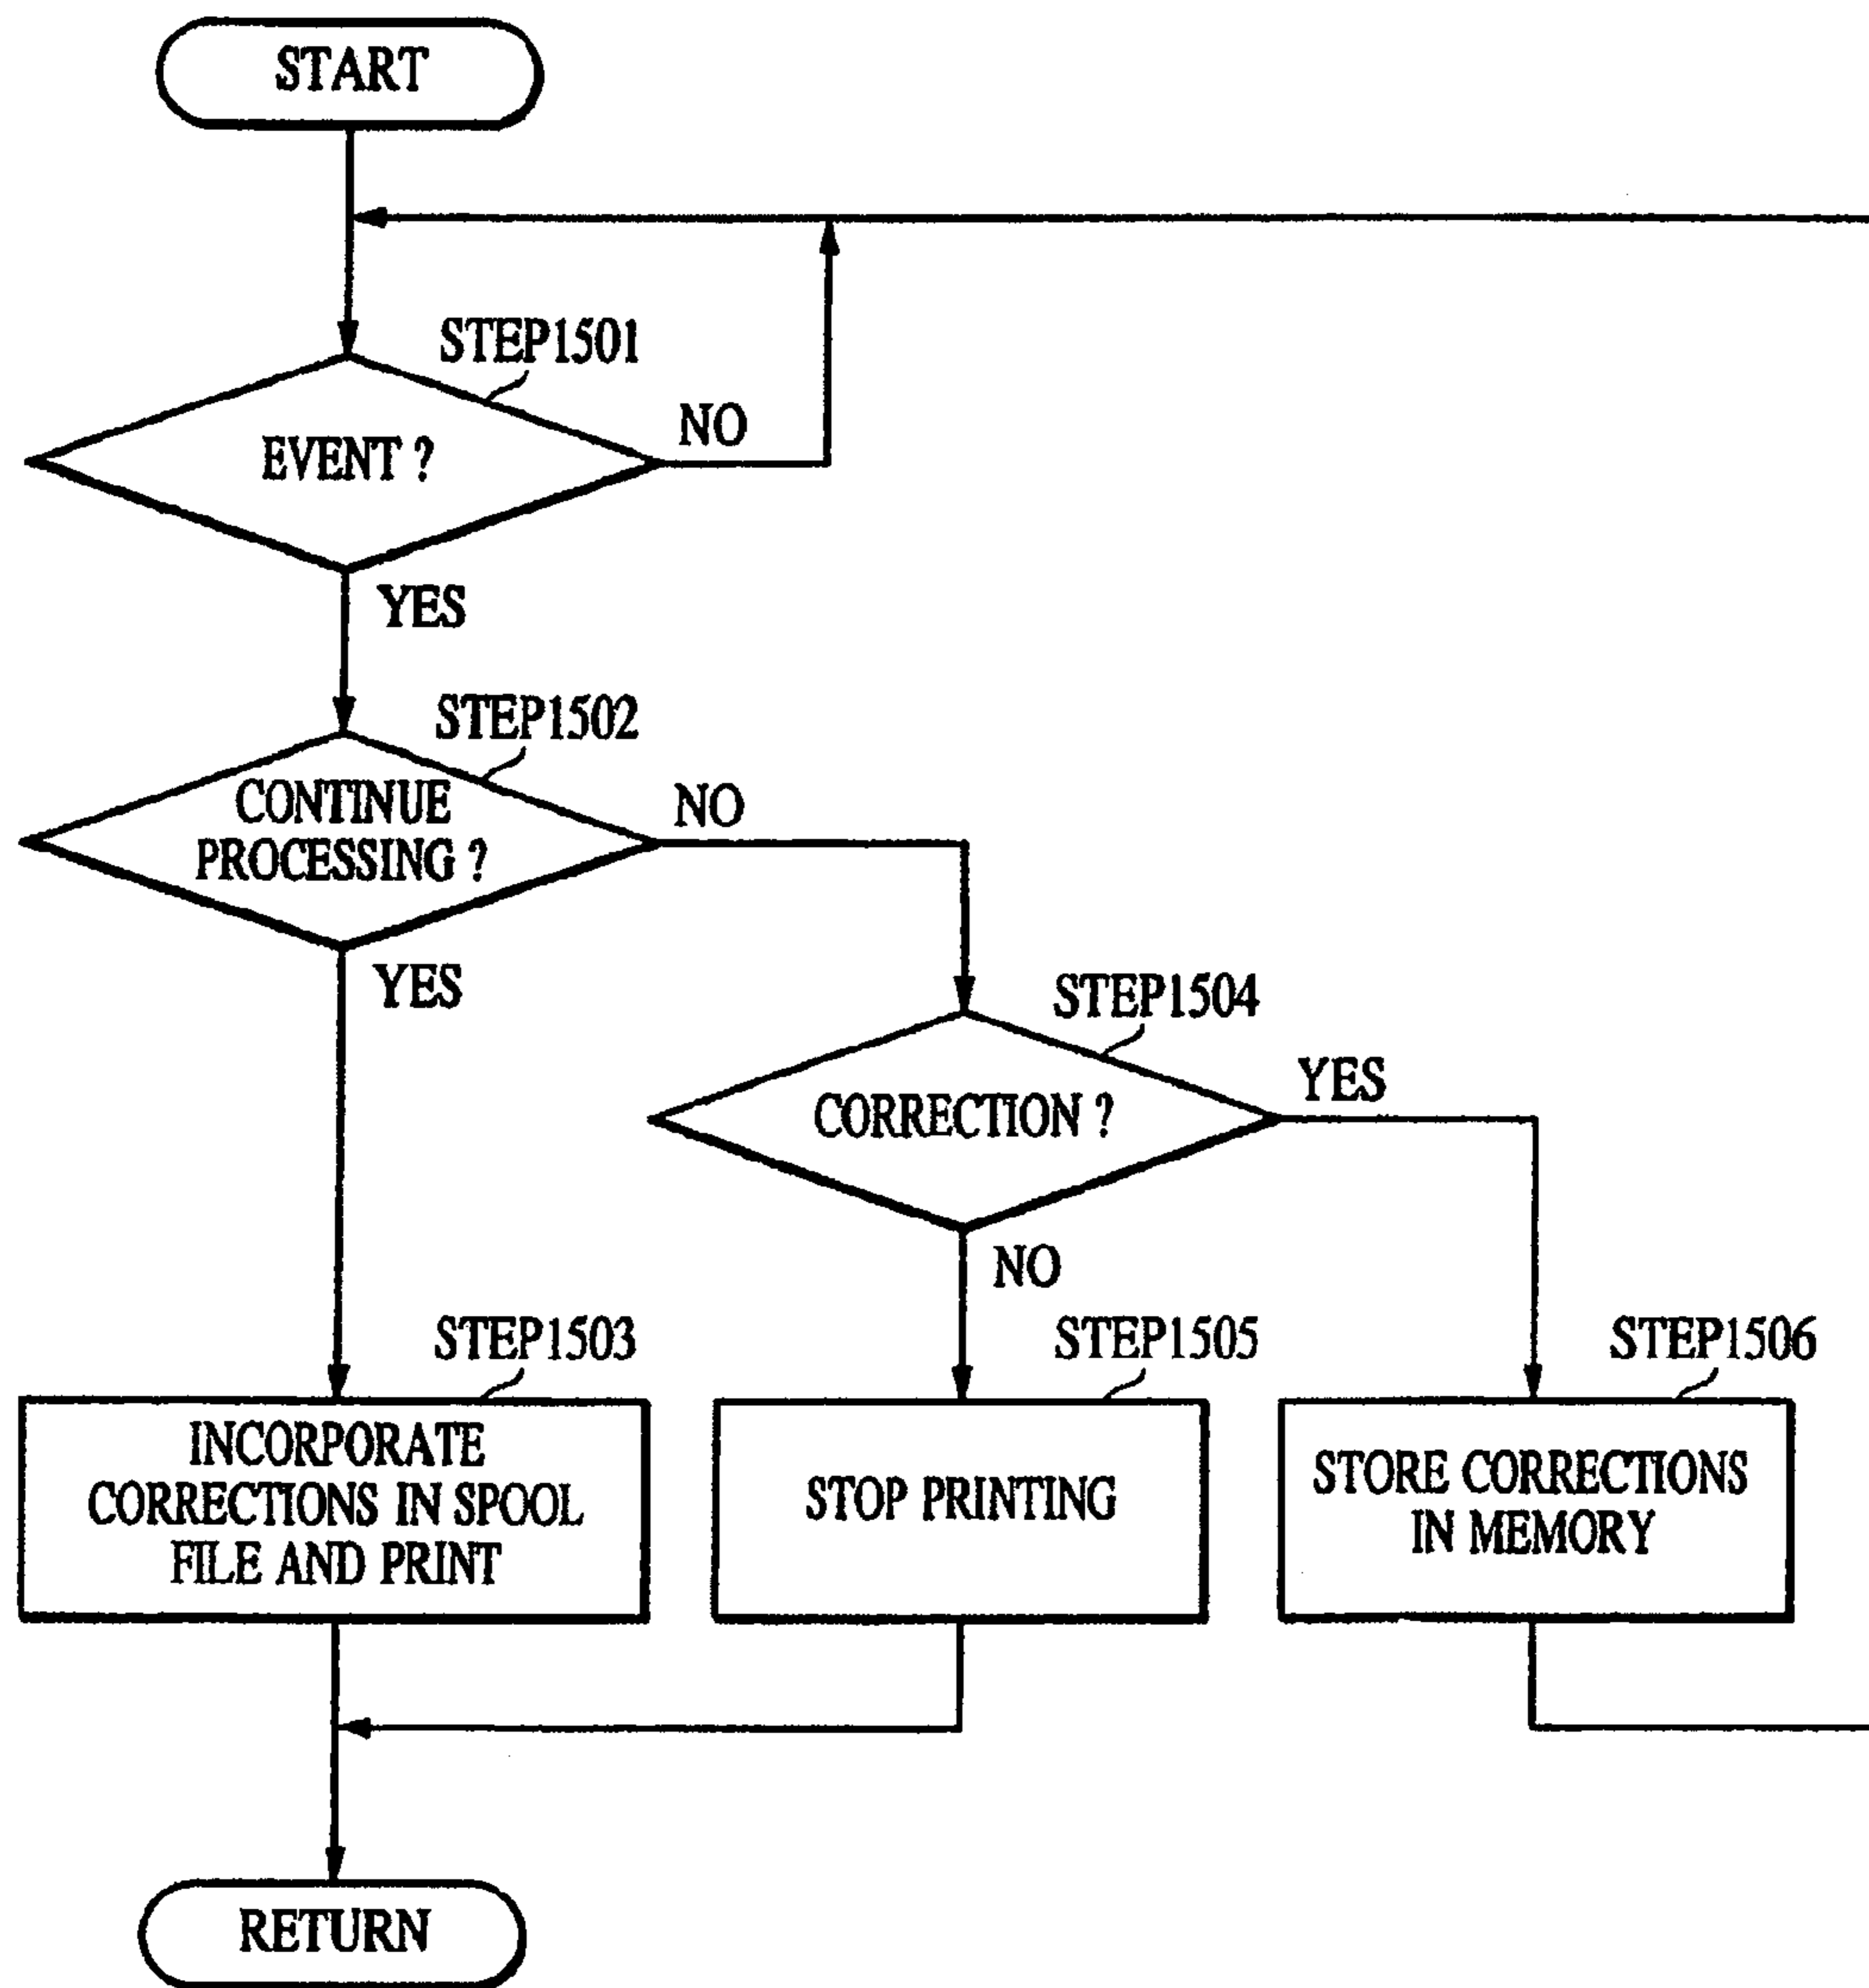 START
STEP1501
EVENT ?
NO
YES
STEP1502
CONTINUE
PROCESSING ?
NO
YES
STEP1504
CORRECTION ?
YES
NO
STEP1503
INCORPORATE
CORRECTIONS IN SPOOL
FILE AND PRINT
STEP1505
STOP PRINTING
STEP1506
STORE CORRECTIONS
IN MEMORY
RETURN